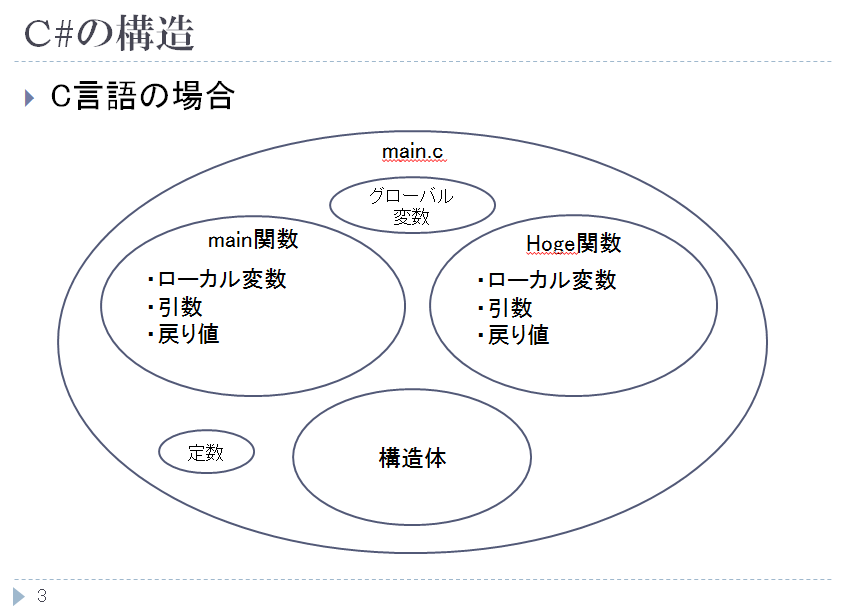 C#の構造
C言語の場合
main.c
グローバル
変数
main関数
・ローカル変数
・引数
・戻り値
Hoge関数
・ローカル変数
・引数
・戻り値
定数
構造体
3